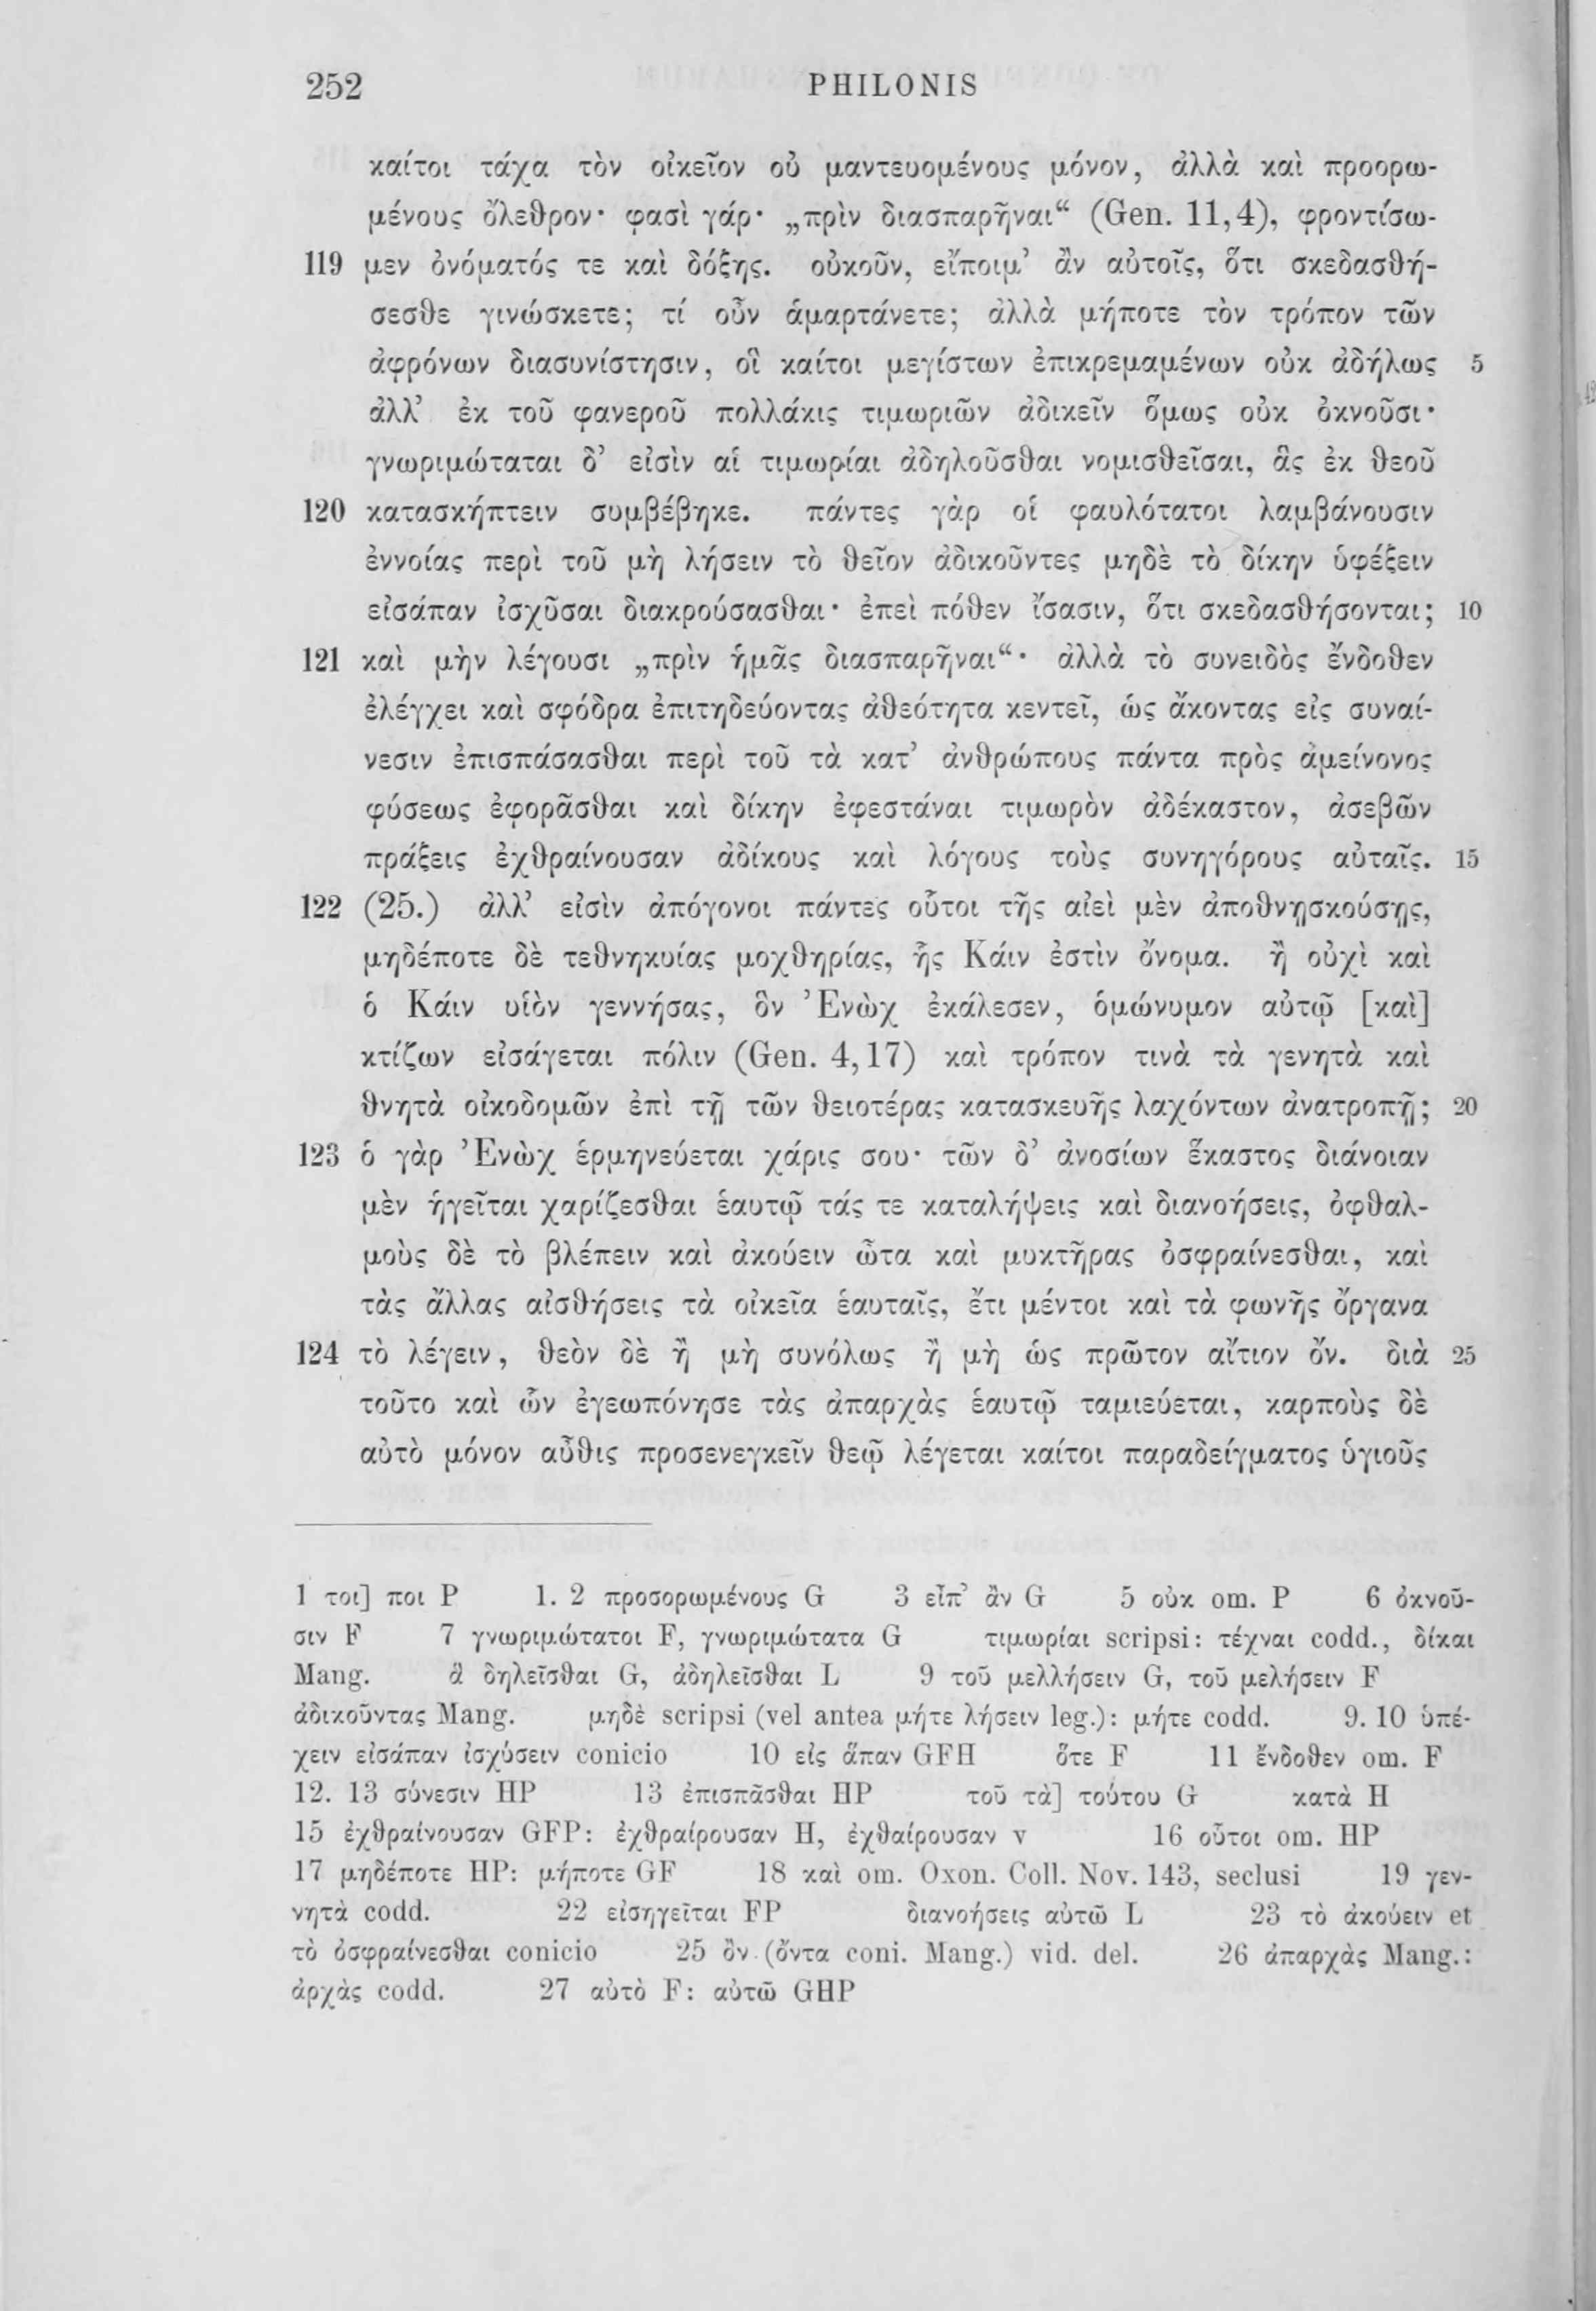 252 PHILONIS
καίτοι τάχα τὸν οἰκεῖον οὐ μαντευομένους μόνον, ἀλλὰ καὶ προορω-
μένους ὄλεθρον· φασὶ γάρ· „πρὶν διασπαρῆναι“ (Gen. 11,4), φροντίσω-
119 μεν ὀνόματός τε καὶ δόξης. οὐκοῦν, εἴποιμ’ ἂν αὐτοῖς, ὅτι σκεδασθή-
σεσθε γινώσκετε; τί οὖν ἁμαρτάνετε; ἀλλὰ μήποτε τὸν τρόπον τῶν
ἀφρόνων διασυνίστησιν, οἳ καίτοι μεγίστων ἐπικρεμαμένων οὐκ ἀδήλως 5
ἀλλ’ ἐκ τοῦ φανεροῦ πολλάκις τιμωριῶν ἀδικεῖν ὅμως οὐκ ὀκνοῦσι·
γνωριμώταται δ’ εἰσὶν αἱ τιμωρίαι ἀδηλοῦσθαι νομισθεῖσαι, ἃς ἐκ θεοῦ
120 κατασκήπτειν συμβέβηκε. πάντες γὰρ οἱ φαυλότατοι λαμβάνουσιν
ἐννοίας περὶ τοῦ μὴ λήσειν τὸ θεῖον ἀδικοῦντες μηδὲ τὸ δίκην ὑφέξειν
εἰσάπαν ἰσχῦσαι διακρούσασθαι· ἐπεὶ πόθεν ἴσασιν, ὅτι σκεδασθήσονται; 10
121 καὶ μὴν λέγουσι „πρὶν ἡμᾶς διασπαρῆναι“· ἀλλὰ τὸ συνειδὸς ἔνδοθεν
ἐλέγχει καὶ σφόδρα ἐπιτηδεύοντας ἀθεότητα κεντεῖ, ὡς ἄκοντας εἰς συναί-
νεσιν ἐπισπάσασθαι περὶ τοῦ τὰ κατ’ ἀνθρώπους πάντα πρὸς ἀμείνονος
φύσεως ἐφορᾶσθαι καὶ δίκην ἐφεστάναι τιμωρὸν ἀδέκαστον, ἀσεβῶν
πράξεις ἐχθραίνουσαν ἀδίκους καὶ λόγους τοὺς συνηγόρους αὐταῖς. 15
122 (25.) ἀλλ’ εἰσὶν ἀπόγονοι πάντες οὗτοι τῆς αἰεὶ μὲν ἀποθνῃσκούσῃς,
μηδέποτε δὲ τεθνηκυίας μοχθηρίας, ἧς Κάιν ἐστὶν ὄνομα. ἢ οὐχὶ καὶ
ὁ Κάιν υἱὸν γεννήσας, ὃν Ἐνὼχ ἐκάλεσεν, ὁμώνυμον αὐτῷ [καὶ]
κτίζων εἰσάγεται πόλιν (Gen. 4,17) καὶ τρόπον τινὰ τὰ γενητὰ καὶ
θνητὰ οἰκοδομῶν ἐπὶ τῇ τῶν θειοτέρας κατασκευῆς λαχόντων ἀνατροπῇ; 20
123 ὁ γὰρ Ἐνὼχ ἑρμηνεύεται χάρις σου· τῶν δ’ ἀνοσίων ἕκαστος διάνοιαν
μὲν ἡγεῖται χαρίζεσθαι ἑαυτῷ τάς τε καταλήψεις καὶ διανοήσεις, ὀφθαλ-
μοὺς δὲ τὸ βλέπειν καὶ ἀκούειν ὦτα καὶ μυκτῆρας ὀσφραίνεσθαι, καὶ
τὰς ἄλλας αἰσθήσεις τὰ οἰκεῖα ἑαυταῖς, ἔτι μέντοι καὶ τὰ φωνῆς ὄργανα
124 τὸ λέγειν, θεὸν δὲ ἢ μὴ συνόλως ἢ μὴ ὡς πρῶτον αἴτιον ὄν. διὰ 25
τοῦτο καὶ ὧν ἐγεωπόνησε τὰς ἀπαρχὰς ἑαυτῷ ταμιεύεται, καρποὺς δὲ
αὐτὸ μόνον αὖθις προσενεγκεῖν θεῷ λέγεται καίτοι παραδείγματος ὑγιοῦς
1 τοι] ποι P 1. 2 προσορωμένους G 3 εἶπ’ ἂν G 5 οὐκ om. P 6 ὀκνοῦ-
σιν F 7 γνωριμώτατοι F, γνωριμώτατα G τιμωρίαι scripsi: τέχναι codd., δίκαι
Mang. ἃ δηλεῖσθαι G, ἀδηλεῖσθαι L 9 τοῦ μελλήσειν G, τοῦ μελήσειν F
ἀδικοῦντας Mang. μηδὲ scripsi (vel antea μήτε λήσειν leg.): μήτε codd. 9. 10 ὑπέ-
χειν εἰσάπαν ἰσχύσειν conicio 10 εἰς ἅπαν GFH ὅτε F 11 ἔνδοθεν om. F
12. 13 σύνεσιν HP 13 ἐπισπᾶσθαι HP τοῦ τὰ] τούτου G κατὰ H
15 ἐχθραίνουσαν GFP: ἐχθραίρουσαν H, ἐχθαίρουσαν v 16 οὗτοι om. HP
17 μηδέποτε HP: μήποτε GF 18 καὶ om. Oxon. Coll. Nov. 143, seclusi 19 γεν-
νητὰ codd. 22 εἰσηγεῖται FP διανοήσεις αὐτῶ L 23 τὸ ἀκούειν et
τὸ ὀσφραίνεσθαι conicio 25 ὄν (ὄντα coni. Mang.) vid. del. 26 ἀπαρχὰς Mang.:
ἀρχὰς codd. 27 αὐτὸ F: αὐτῶ GHP